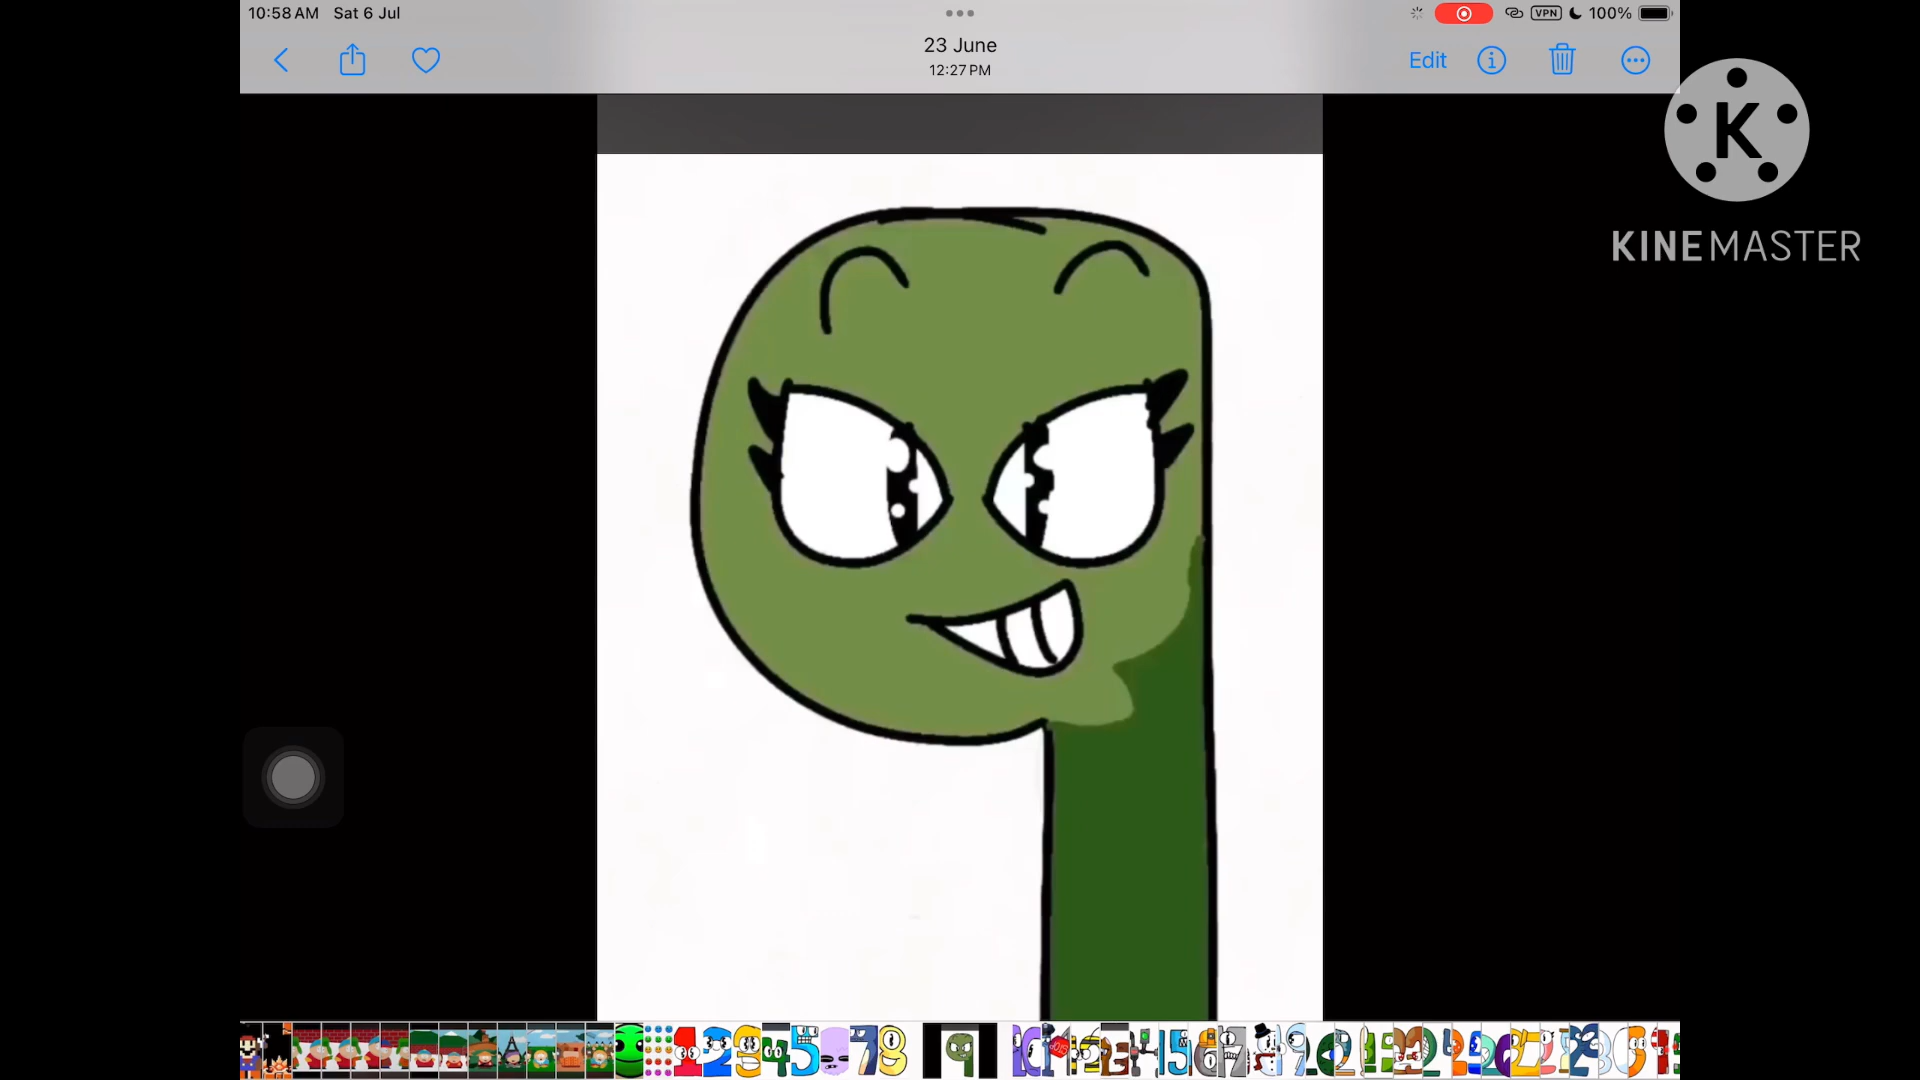 10:58 AM Sat 6 Jul
VPN 100%
23 June
12:27 PM
Edit
K
KINEMASTER